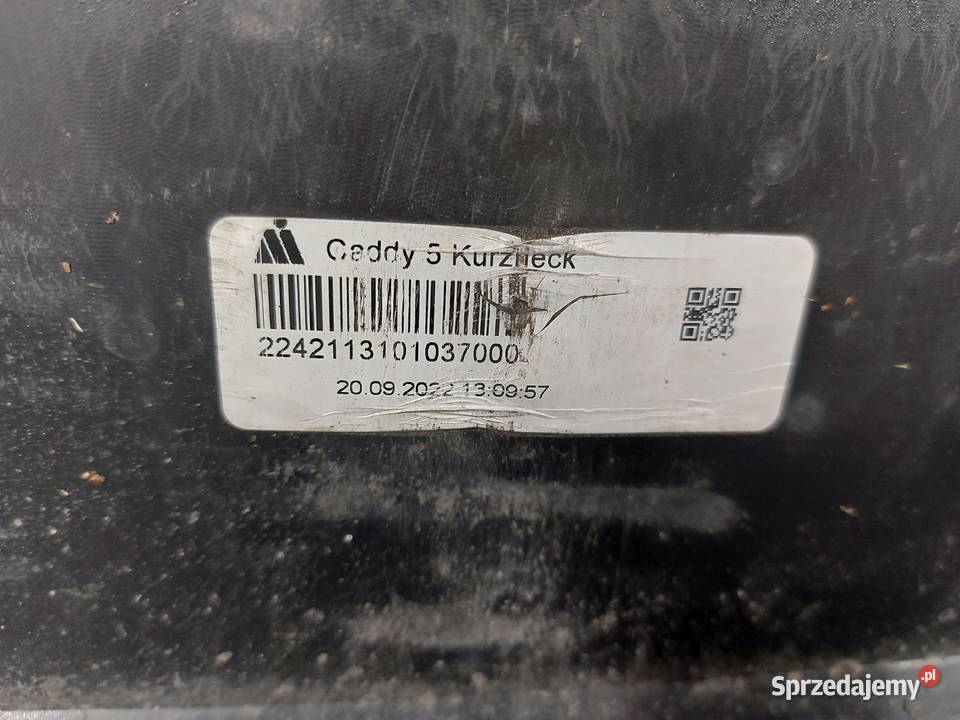 Caddy 5 Kurzheck
2242113101037000
20.09.2022 13:09:57
Sprzedajemy.pl